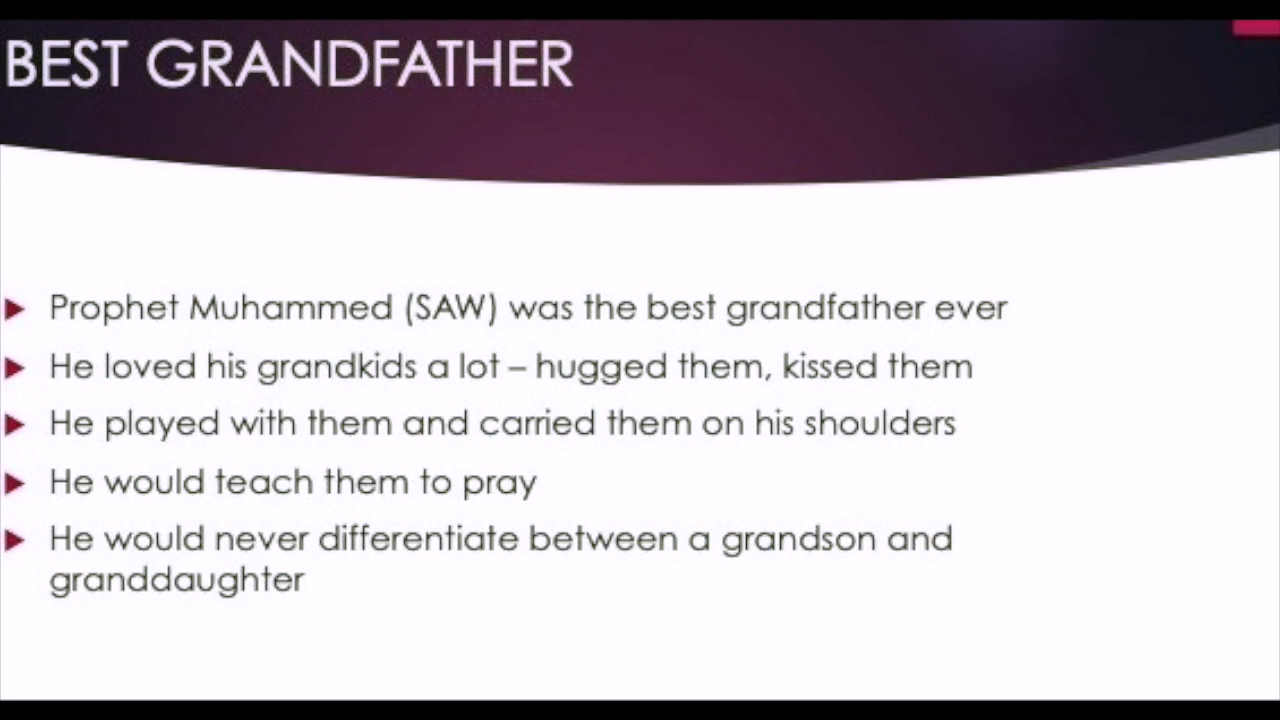 BEST GRANDFATHER
Prophet Muhammed (SAW) was the best grandfather ever
He loved his grandkids a lot – hugged them, kissed them
He played with them and carried them on his shoulders
He would teach them to pray
He would never differentiate between a grandson and
granddaughter